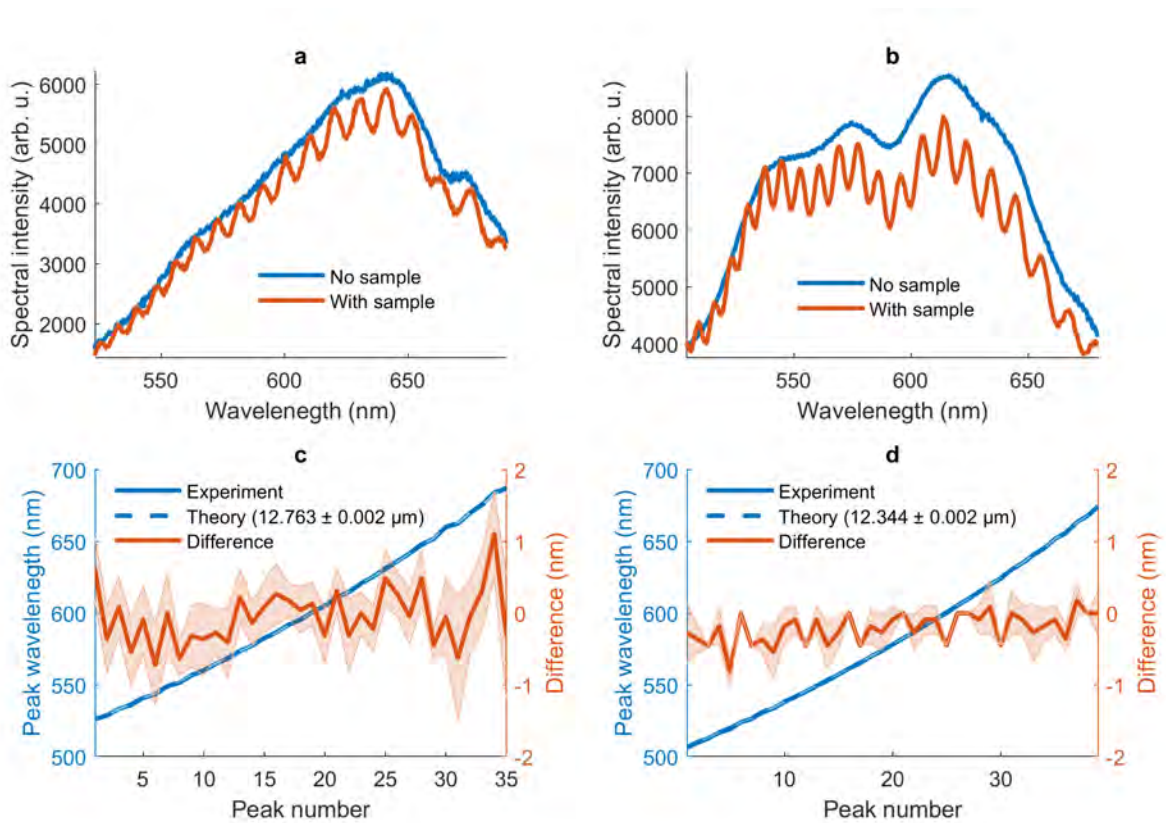 a
Spectral intensity (arb. u.)
6000
5000
4000
3000
2000
No sample
With sample
550
600
650
Wavelenegth (nm)
b
Spectral intensity (arb. u.)
8000
7000
6000
5000
4000
No sample
With sample
550
600
650
Wavelenegth (nm)
c
Peak wavelenegth (nm)
700
650
600
550
500
Experiment
Theory (12.763 ± 0.002 μm)
Difference
2
1
0
-1
-2
Difference (nm)
5
10
15
20
25
30
35
Peak number
d
Peak wavelenegth (nm)
700
650
600
550
500
Experiment
Theory (12.344 ± 0.002 μm)
Difference
2
1
0
-1
-2
Difference (nm)
10
20
30
Peak number